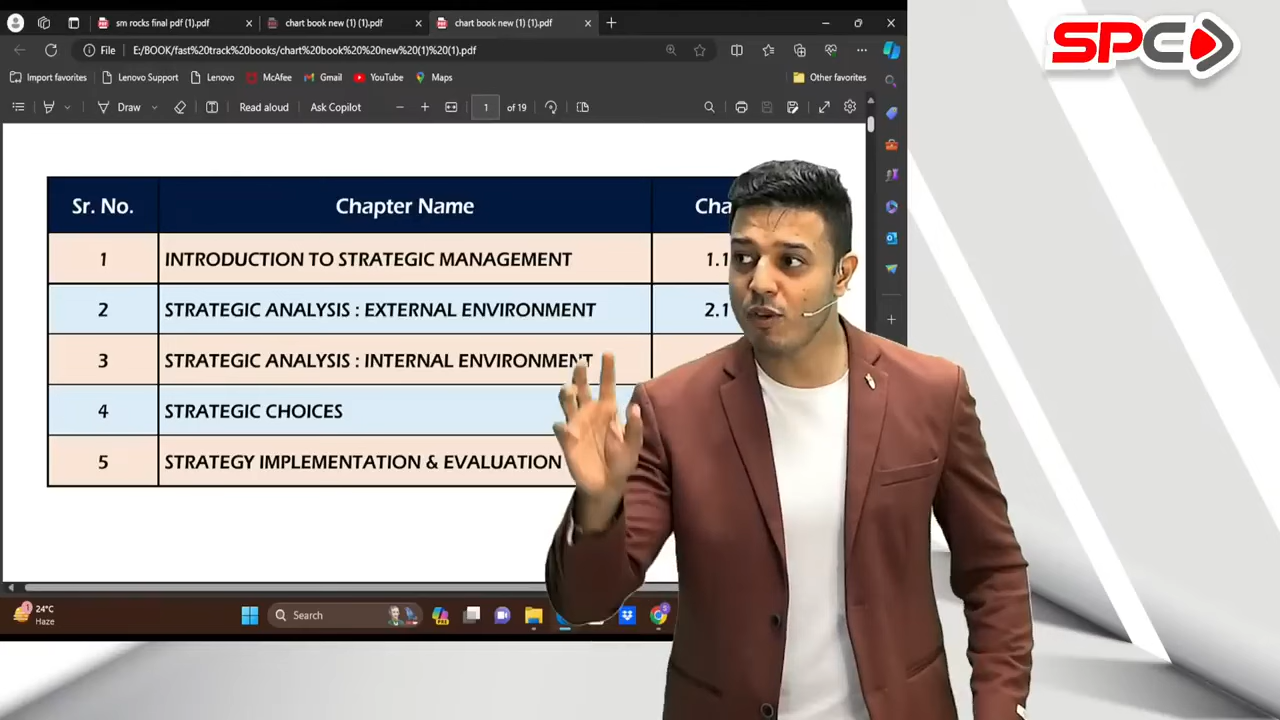 sm rocks final pdf (1).pdf
chart book new (1) (1).pdf
chart book new (1) (1).pdf
File
E:/BOOK/fastrack%20books/chart%20book%20%20new%20(1)%20(1).pdf
Import favorites
Lenovo Support
Lenovo
McAfee
Gmail
YouTube
Maps
Other favorites
Draw
Read aloud
Ask Copilot
1 of 19
SPC
Sr. No.
Chapter Name
Cha
1
INTRODUCTION TO STRATEGIC MANAGEMENT
1.1
2
STRATEGIC ANALYSIS : EXTERNAL ENVIRONMENT
2.1
3
STRATEGIC ANALYSIS : INTERNAL ENVIRONMENT
4
STRATEGIC CHOICES
5
STRATEGY IMPLEMENTATION & EVALUATION
24°C
Haze
Search